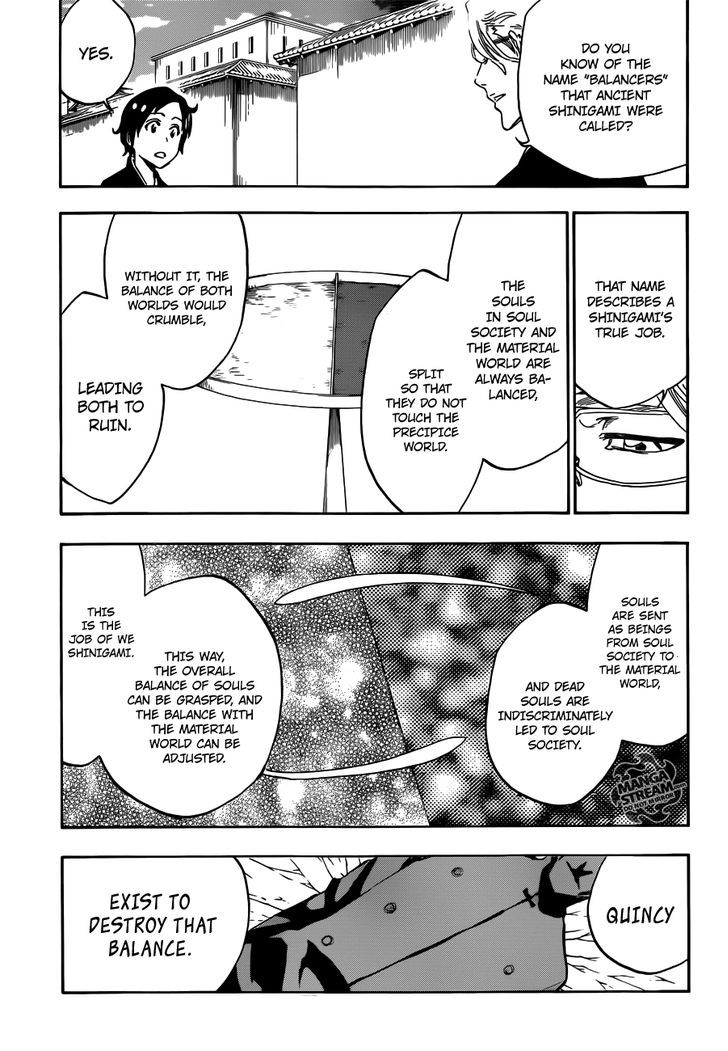 DO YOU
KNOW OF THE
NAME "BALANCERS"
THAT ANCIENT
SHINIGAMI WERE
CALLED?
YES.
THAT NAME
DESCRIBES A
SHINIGAMI'S
TRUE JOB.
THE
SOULS
IN SOUL
SOCIETY AND
THE MATERIAL
WORLD ARE
ALWAYS BA-
LANCED,
SPLIT
SO THAT
THEY DO NOT
TOUCH THE
PRECIPICE
WORLD.
WITHOUT IT, THE
BALANCE OF BOTH
WORLDS WOULD
CRUMBLE,
LEADING
BOTH TO
RUIN.
SOULS
ARE SENT
AS BEINGS
FROM SOUL
SOCIETY TO
THE MATERIAL
WORLD,
AND DEAD
SOULS ARE
INDISCRIMINATELY
LED TO SOUL
SOCIETY.
THIS WAY,
THE OVERALL
BALANCE OF SOULS
CAN BE GRASPED, AND
THE BALANCE WITH
THE MATERIAL
WORLD CAN BE
ADJUSTED.
THIS
IS THE
JOB OF WE
SHINIGAMI.
MANGA
STREAM
QUINCY
EXIST TO
DESTROY THAT
BALANCE.